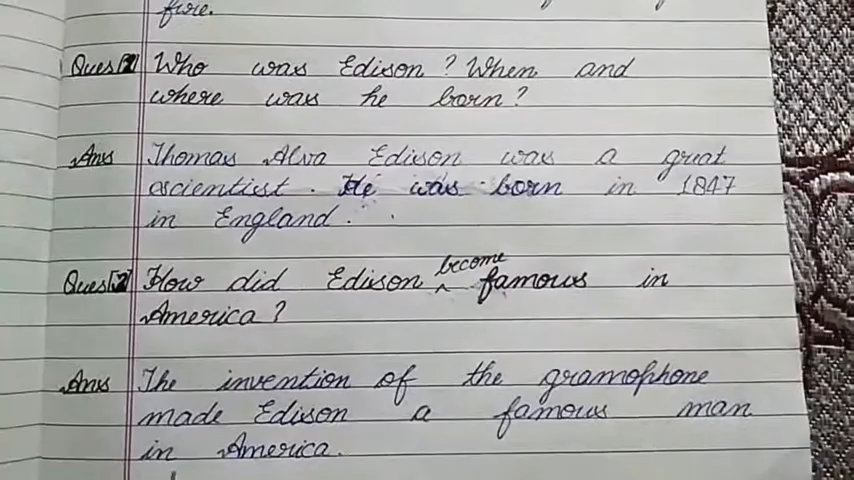 fire.
Ques[1] Who was Edison ? When and
where was he born ?
Ans Thomas Alva Edison was a great
scientist . He was born in 1847
in England .
Ques[2] How did Edison ^ become famous in
America ?
Ans The invention of the gramophone
made Edison a famous man
in America.